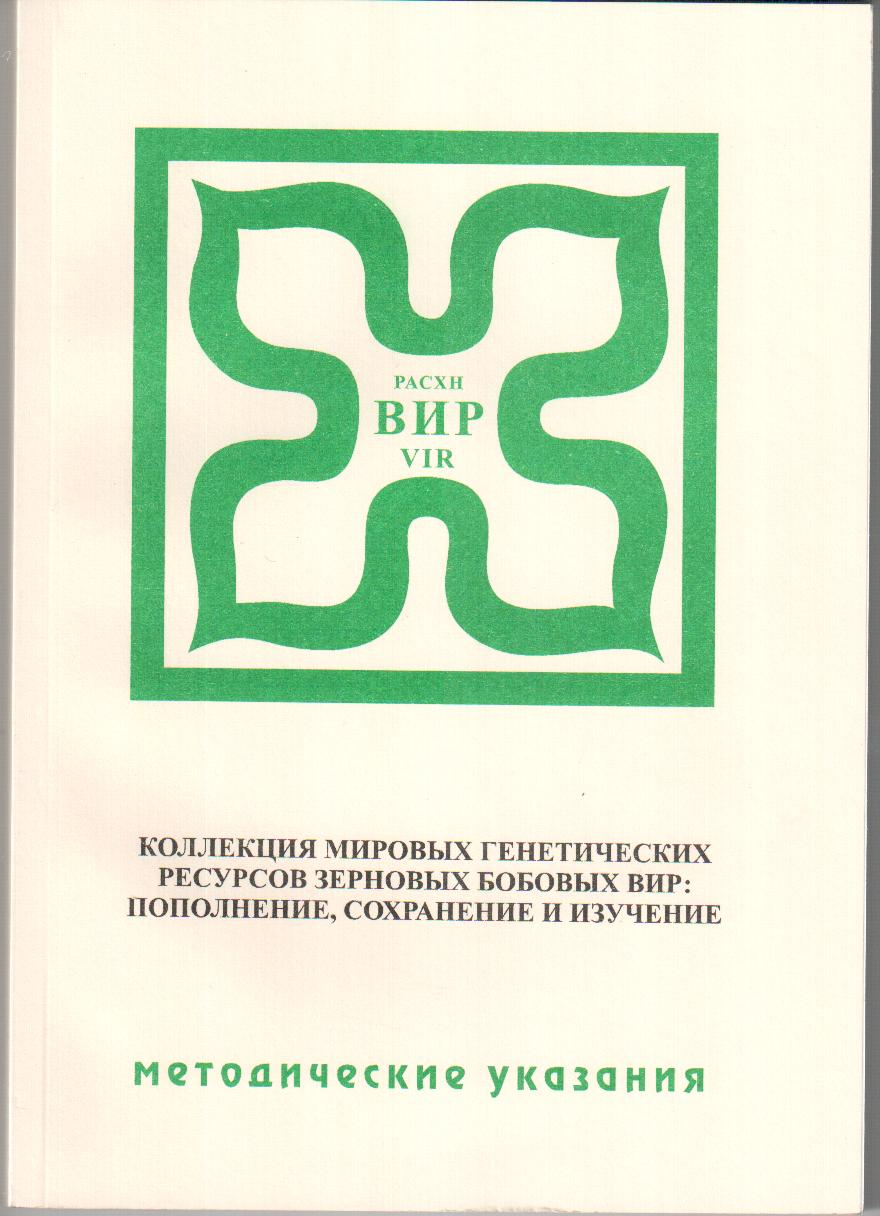 РАСХН
ВИР
VIR
КОЛЛЕКЦИЯ МИРОВЫХ ГЕНЕТИЧЕСКИХ
РЕСУРСОВ ЗЕРНОВЫХ БОБОВЫХ ВИР:
ПОПОЛНЕНИЕ, СОХРАНЕНИЕ И ИЗУЧЕНИЕ
методические указания